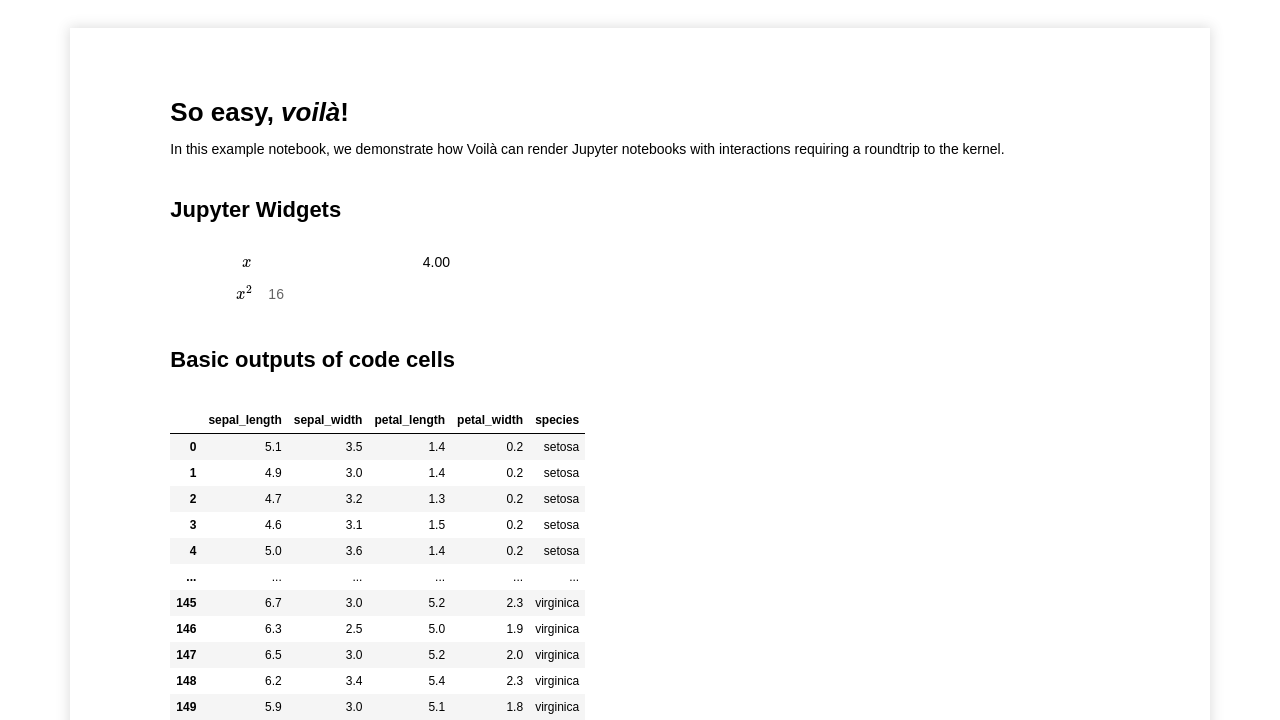 So easy, voilà!
In this example notebook, we demonstrate how Voilà can render Jupyter notebooks with interactions requiring a roundtrip to the kernel.
Jupyter Widgets
x 4.00
x² 16
Basic outputs of code cells
sepal_length sepal_width petal_length petal_width species
0 5.1 3.5 1.4 0.2 setosa
1 4.9 3.0 1.4 0.2 setosa
2 4.7 3.2 1.3 0.2 setosa
3 4.6 3.1 1.5 0.2 setosa
4 5.0 3.6 1.4 0.2 setosa
... ... ... ... ... ...
145 6.7 3.0 5.2 2.3 virginica
146 6.3 2.5 5.0 1.9 virginica
147 6.5 3.0 5.2 2.0 virginica
148 6.2 3.4 5.4 2.3 virginica
149 5.9 3.0 5.1 1.8 virginica